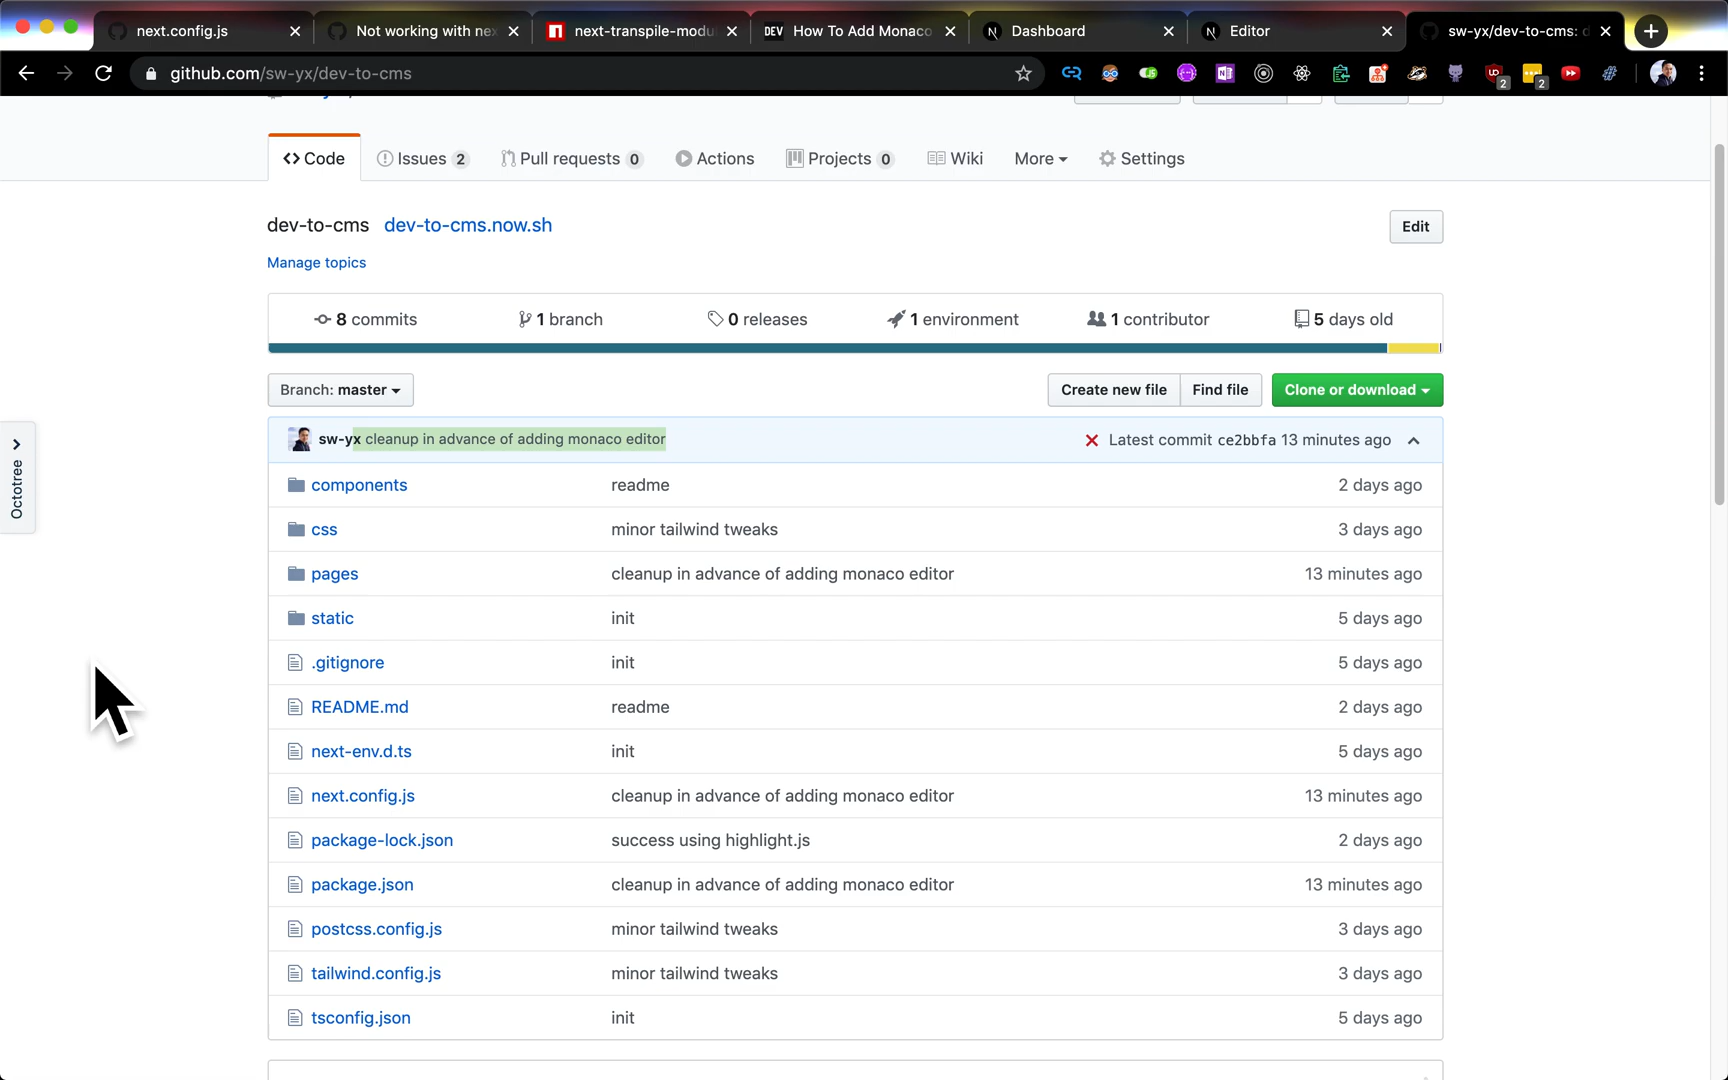 next.config.js
Not working with nex
next-transpile-modu
DEV How To Add Monaco
Dashboard
Editor
sw-yx/dev-to-cms: d
github.com/sw-yx/dev-to-cms
2
2
Code
Issues 2
Pull requests 0
Actions
Projects 0
Wiki
More
Settings
dev-to-cms dev-to-cms.now.sh
Edit
Manage topics
8 commits
1 branch
0 releases
1 environment
1 contributor
5 days old
Branch: master
Create new file
Find file
Clone or download
sw-yx cleanup in advance of adding monaco editor
Latest commit ce2bbfa 13 minutes ago
Octotree
components readme 2 days ago
css minor tailwind tweaks 3 days ago
pages cleanup in advance of adding monaco editor 13 minutes ago
static init 5 days ago
.gitignore init 5 days ago
README.md readme 2 days ago
next-env.d.ts init 5 days ago
next.config.js cleanup in advance of adding monaco editor 13 minutes ago
package-lock.json success using highlight.js 2 days ago
package.json cleanup in advance of adding monaco editor 13 minutes ago
postcss.config.js minor tailwind tweaks 3 days ago
tailwind.config.js minor tailwind tweaks 3 days ago
tsconfig.json init 5 days ago